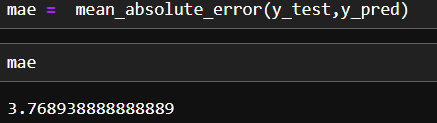 mae = mean_absolute_error(y_test,y_pred)
mae
3.768938888888889